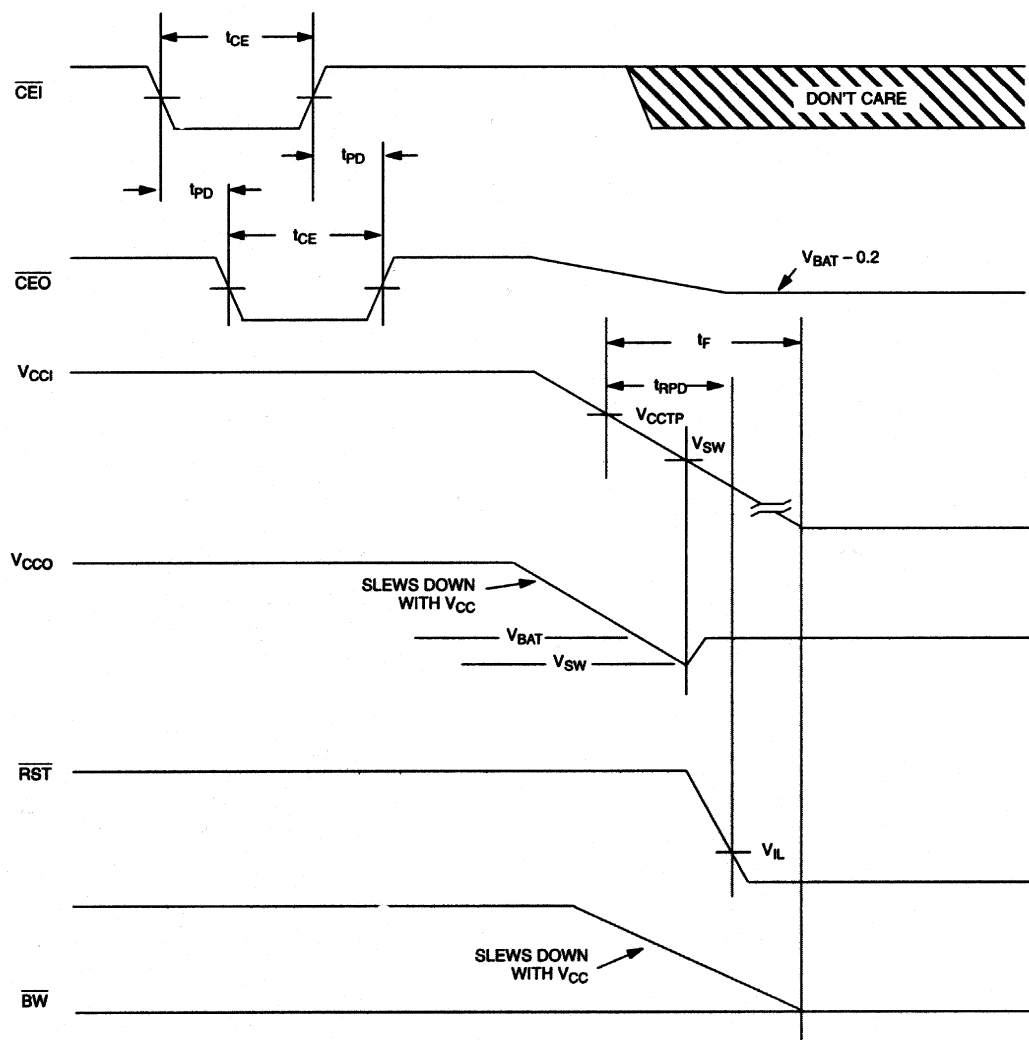 tCE
CEI
DON'T CARE
tPD
tPD
tCE
CEO
VBAT – 0.2
tF
VCCI
tRPD
VCCTP
VSW
VCCO
SLEWS DOWN
WITH VCC
VBAT
VSW
RST
VIL
SLEWS DOWN
WITH VCC
BW